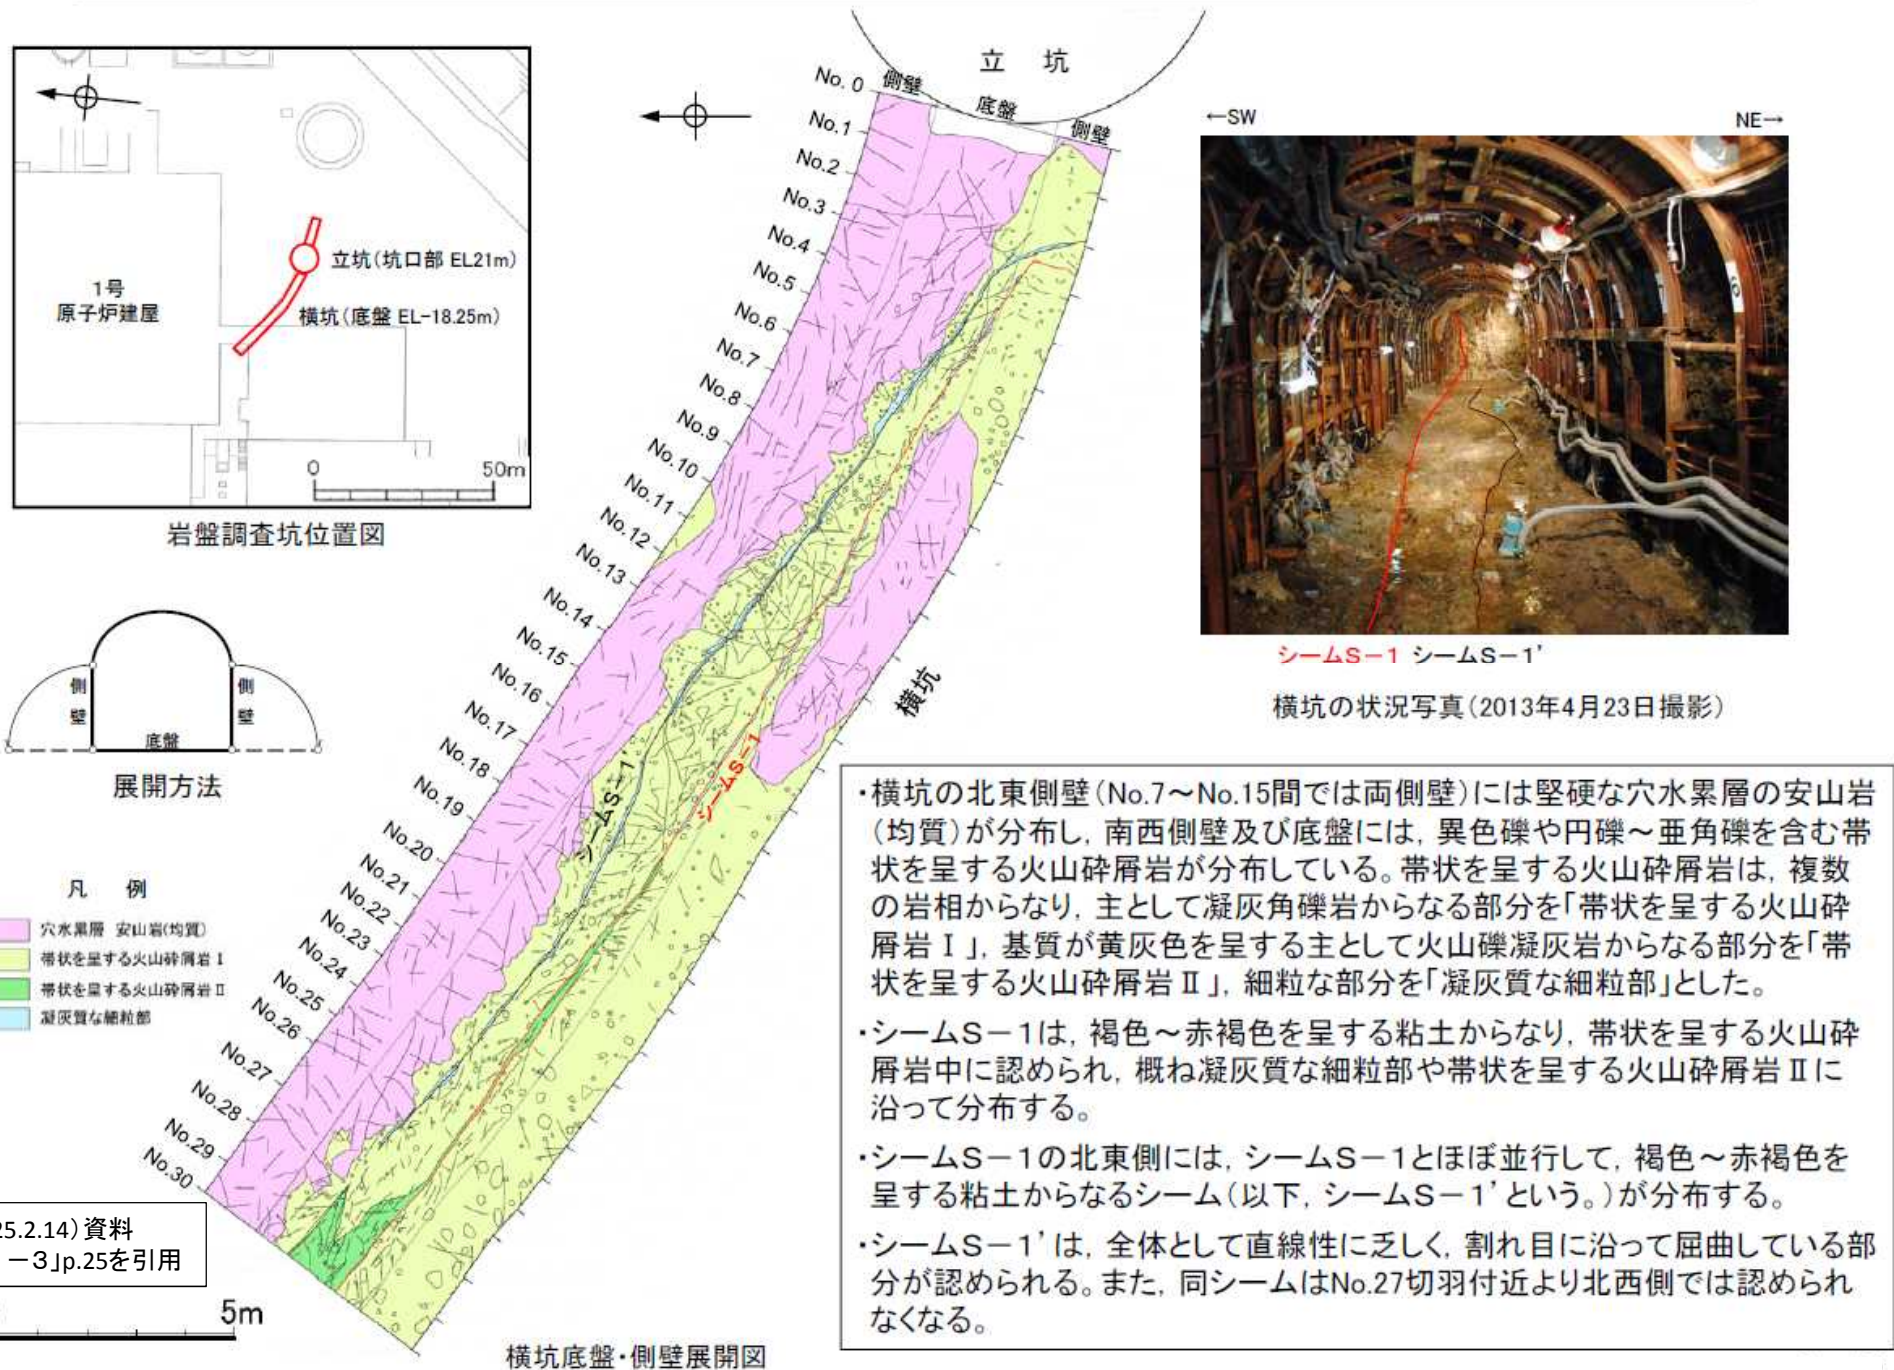 1号
原子炉建屋
立坑(坑口部 EL21m)
横坑(底盤 EL-18.25m)
0 50m
岩盤調査坑位置図
側壁
側壁
底盤
展開方法
凡 例
穴水累層 安山岩(均質)
帯状を呈する火山砕屑岩Ⅰ
帯状を呈する火山砕屑岩Ⅱ
凝灰質な細粒部
25.2.14)資料
-3」p.25を引用
5m
立 坑
側壁
底盤
側壁
No. 0
No.1
No.2
No.3
No.4
No.5
No.6
No.7
No.8
No.9
No.10
No.11
No.12
No.13
No.14
No.15
No.16
No.17
No.18
No.19
No.20
No.21
No.22
No.23
No.24
No.25
No.26
No.27
No.28
No.29
No.30
シームS-1'
シームS-1
横坑
横坑底盤・側壁展開図
←SW NE→
シームS-1 シームS-1'
横坑の状況写真(2013年4月23日撮影)
・横坑の北東側壁(No.7～No.15間では両側壁)には堅硬な穴水累層の安山岩
(均質)が分布し, 南西側壁及び底盤には, 異色礫や円礫～亜角礫を含む帯
状を呈する火山砕屑岩が分布している。帯状を呈する火山砕屑岩は, 複数
の岩相からなり, 主として凝灰角礫岩からなる部分を「帯状を呈する火山砕
屑岩Ⅰ」, 基質が黄灰色を呈する主として火山礫凝灰岩からなる部分を「帯
状を呈する火山砕屑岩Ⅱ」, 細粒な部分を「凝灰質な細粒部」とした。
・シームS-1は, 褐色～赤褐色を呈する粘土からなり, 帯状を呈する火山砕
屑岩中に認められ, 概ね凝灰質な細粒部や帯状を呈する火山砕屑岩Ⅱに
沿って分布する。
・シームS-1の北東側には, シームS-1とほぼ並行して, 褐色～赤褐色を
呈する粘土からなるシーム(以下, シームS-1'という。)が分布する。
・シームS-1'は, 全体として直線性に乏しく, 割れ目に沿って屈曲している部
分が認められる。また, 同シームはNo.27切羽付近より北西側では認められ
なくなる。